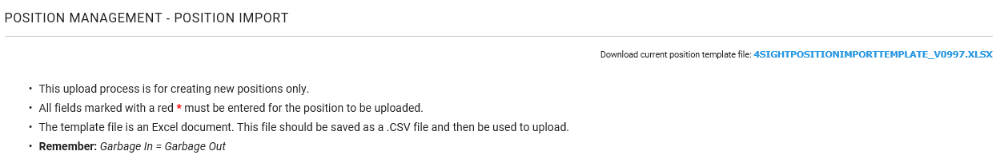 POSITION MANAGEMENT - POSITION IMPORT
Download current position template file: 4SIGHTPOSITIONIMPORTTEMPLATE_V0997.XLSX
• This upload process is for creating new positions only.
• All fields marked with a red * must be entered for the position to be uploaded.
• The template file is an Excel document. This file should be saved as a .CSV file and then be used to upload.
• Remember: Garbage In = Garbage Out